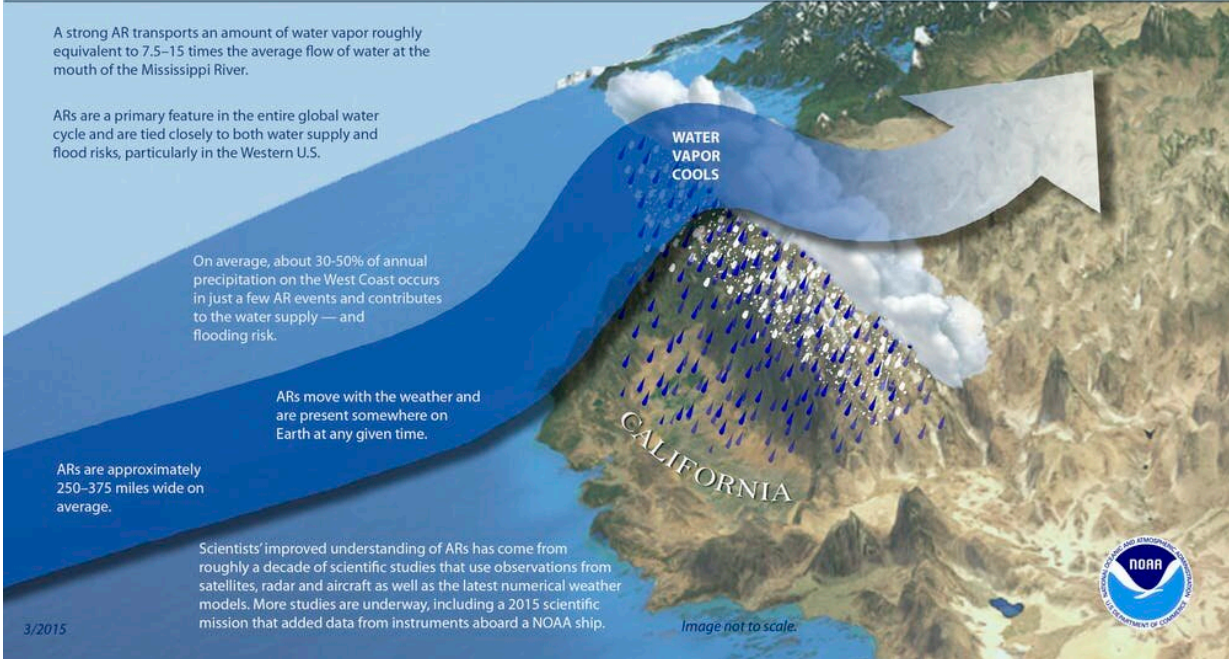 A strong AR transports an amount of water vapor roughly
equivalent to 7.5–15 times the average flow of water at the
mouth of the Mississippi River.
ARs are a primary feature in the entire global water
cycle and are tied closely to both water supply and
flood risks, particularly in the Western U.S.
WATER
VAPOR
COOLS
On average, about 30-50% of annual
precipitation on the West Coast occurs
in just a few AR events and contributes
to the water supply — and
flooding risk.
ARs move with the weather and
are present somewhere on
Earth at any given time.
CALIFORNIA
ARs are approximately
250–375 miles wide on
average.
Scientists' improved understanding of ARs has come from
roughly a decade of scientific studies that use observations from
satellites, radar and aircraft as well as the latest numerical weather
models. More studies are underway, including a 2015 scientific
mission that added data from instruments aboard a NOAA ship.
3/2015
Image not to scale.
NATIONAL OCEANIC AND ATMOSPHERIC ADMINISTRATION
NOAA
U.S. DEPARTMENT OF COMMERCE